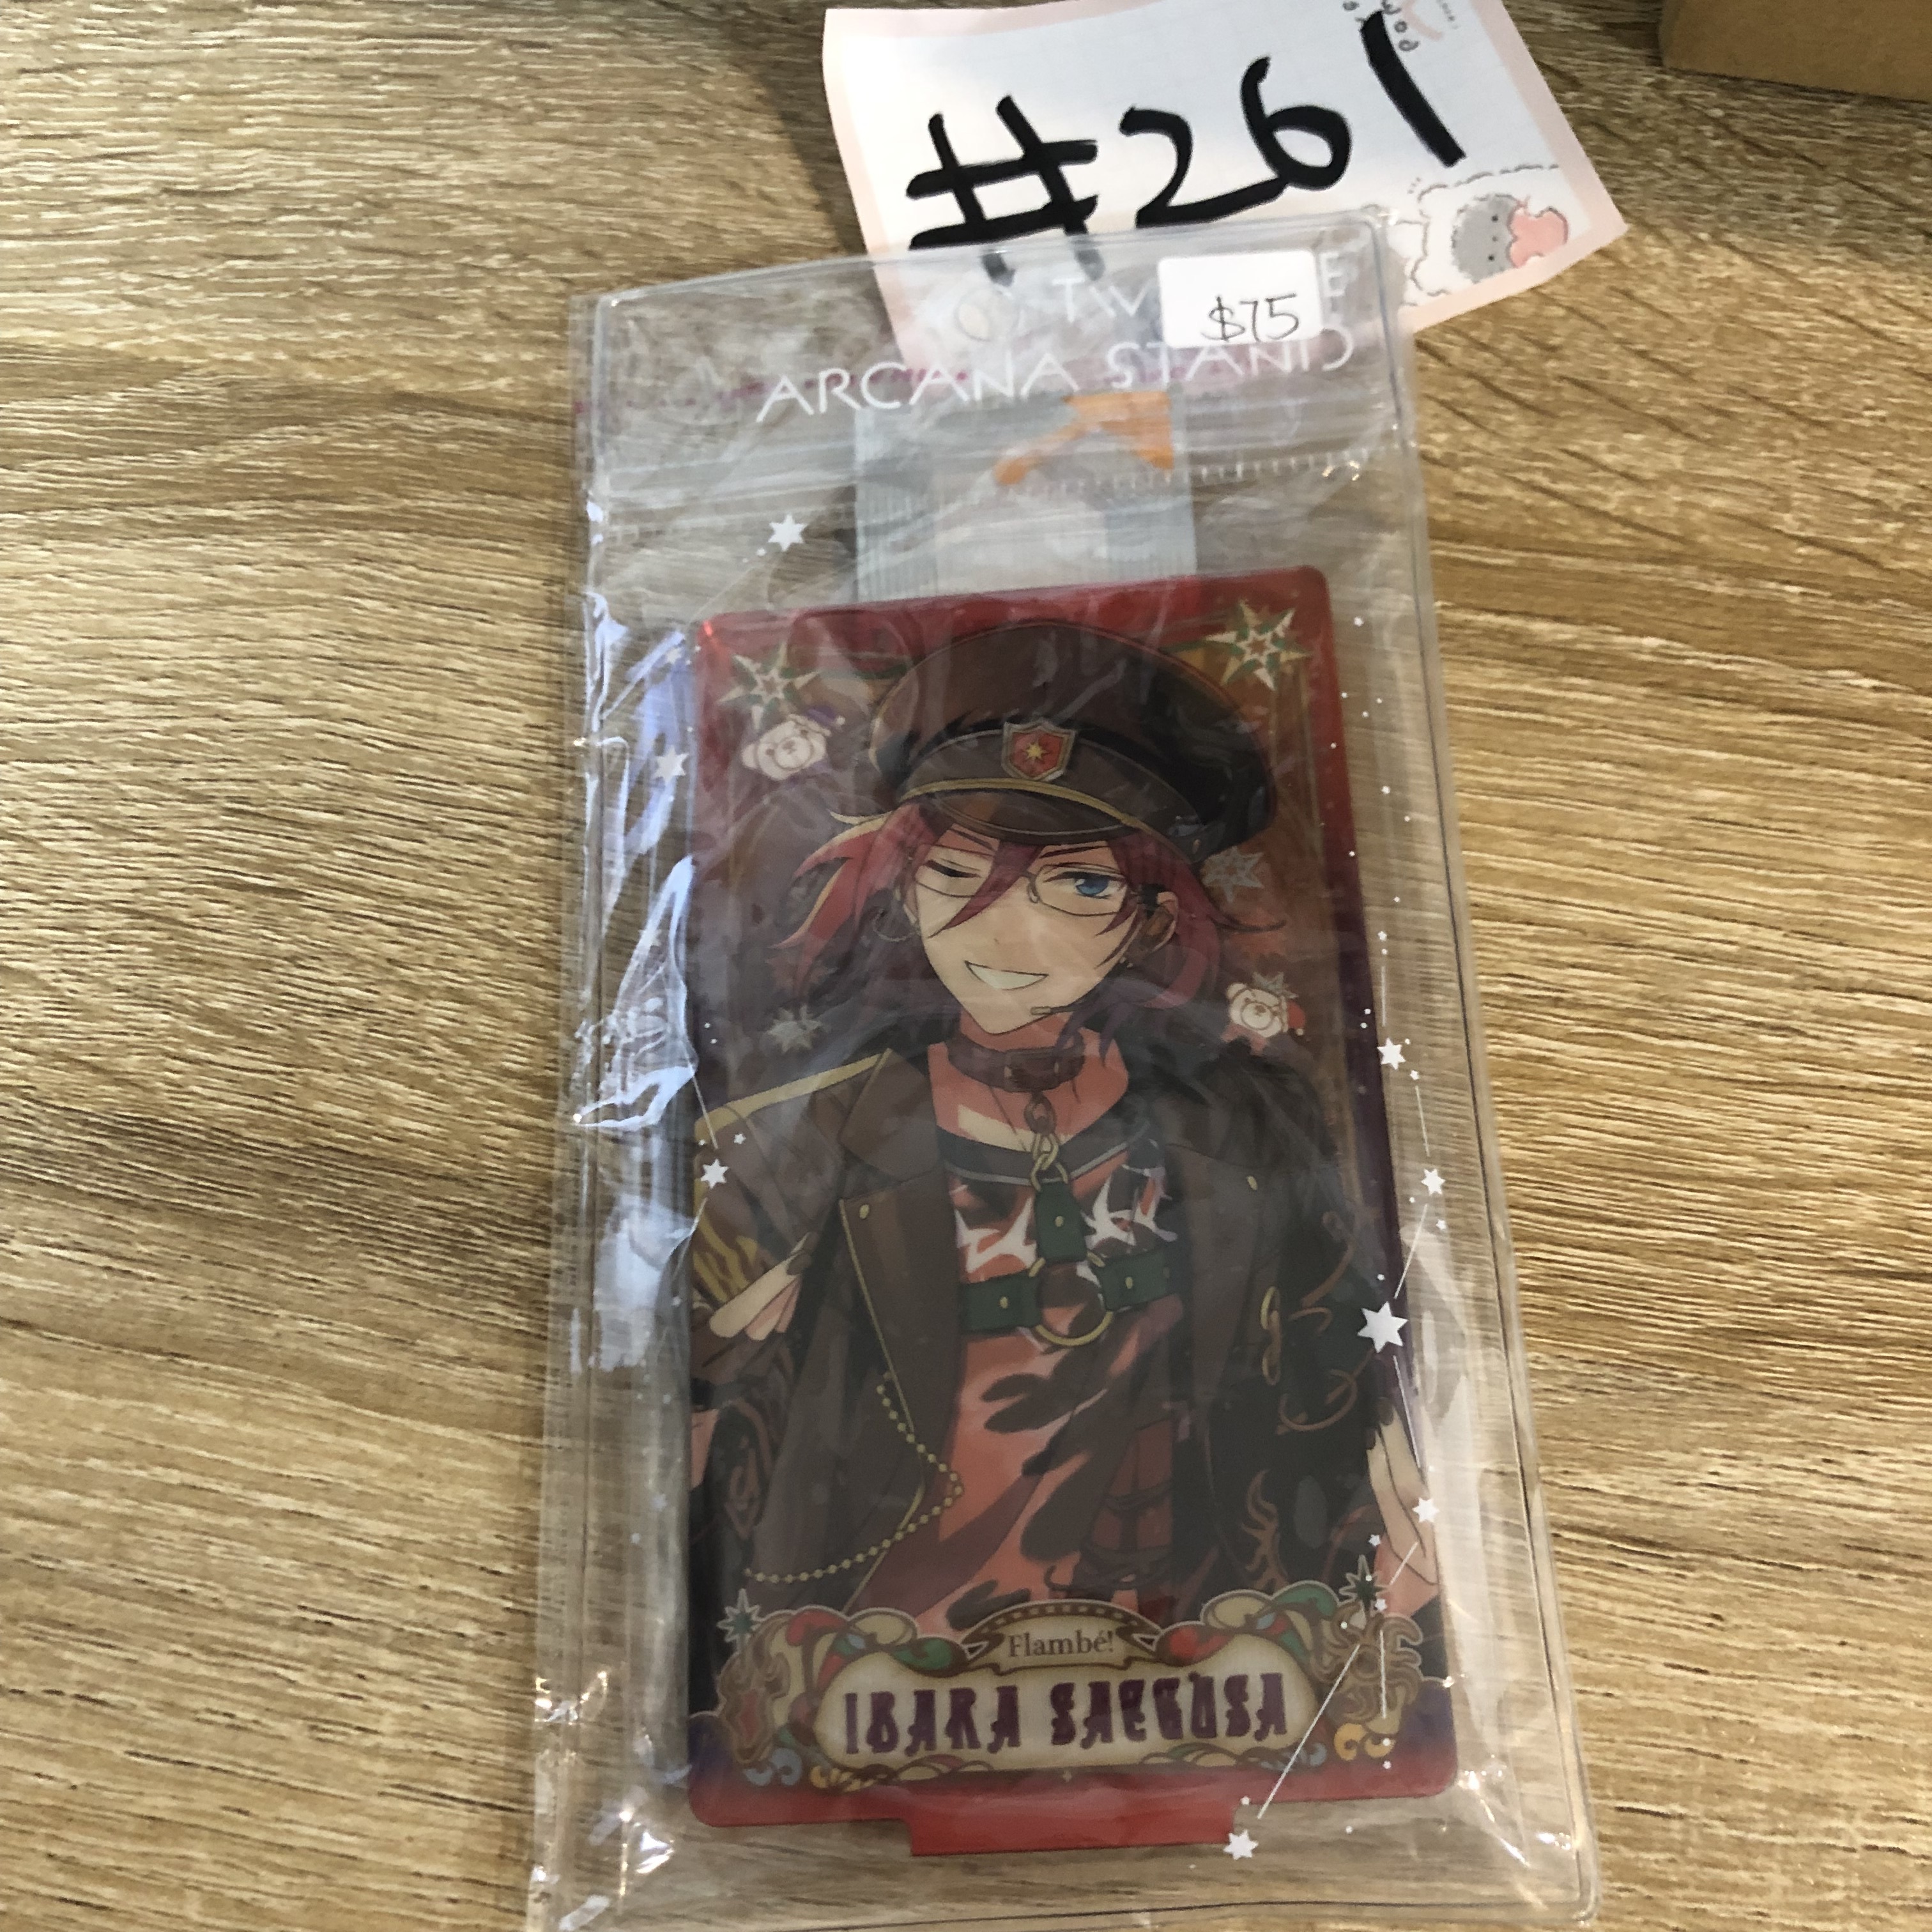 #261
$75
ARCANA STAND
Flambé!
IBARA SAEGUSA